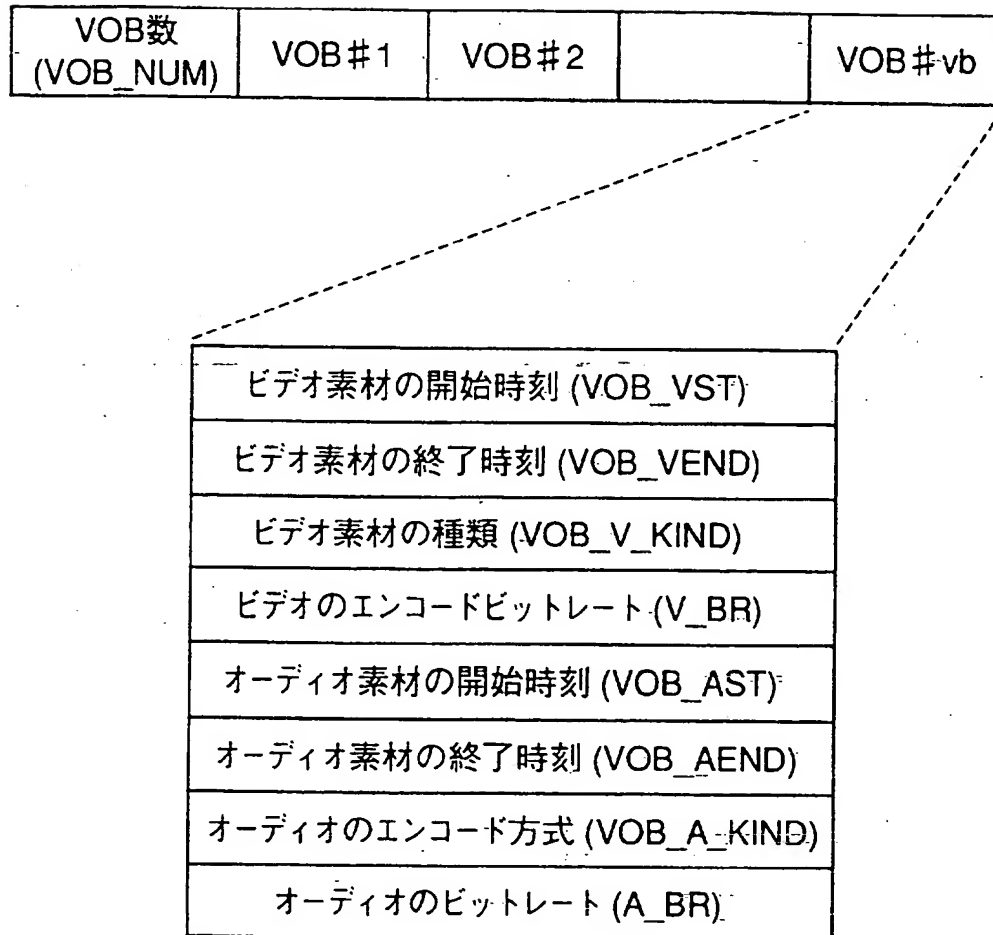 VOB数
(VOB_NUM)
VOB#1
VOB#2
VOB#vb
ビデオ素材の開始時刻 (VOB_VST)
ビデオ素材の終了時刻 (VOB_VEND)
ビデオ素材の種類 (VOB_V_KIND)
ビデオのエンコードビットレート (V_BR)
オーディオ素材の開始時刻 (VOB_AST)
オーディオ素材の終了時刻 (VOB_AEND)
オーディオのエンコード方式 (VOB_A_KIND)
オーディオのビットレート (A_BR)